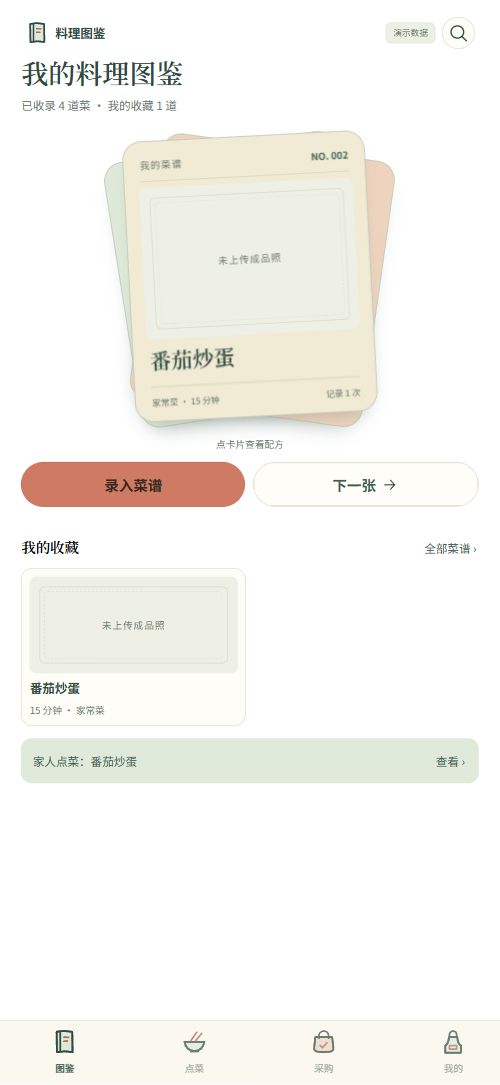 料理图鉴
演示数据
我的料理图鉴
已收录 4 道菜 · 我的收藏 1 道
我的菜谱
NO. 002
未上传成品照
番茄炒蛋
家常菜 · 15 分钟
记录 1 次
点卡片查看配方
录入菜谱
下一张 →
我的收藏
全部菜谱 ›
未上传成品照
番茄炒蛋
15 分钟 · 家常菜
家人点菜：番茄炒蛋
查看 ›
图鉴
点菜
采购
我的